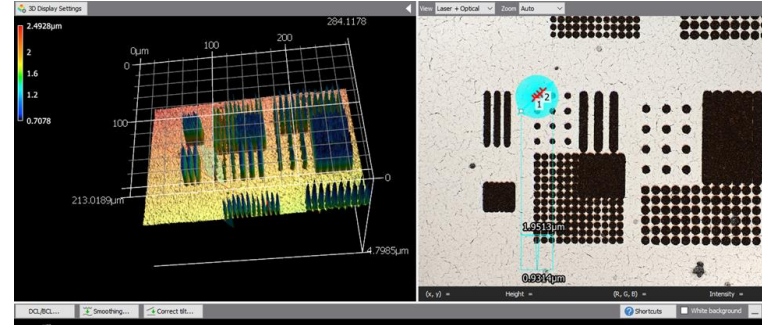 3D Display Settings
2.4928μm
2
1.6
1.2
0.7078
0μm
100
200
284.1178
0
100
213.0189μm
0
4.7985μm
View Laser + Optical Zoom Auto
1 2
1.9513μm
0.9314μm
(x, y) = Height = (R, G, B) = Intensity =
DCL/BCL... Smoothing... Correct tilt... Shortcuts White background ...